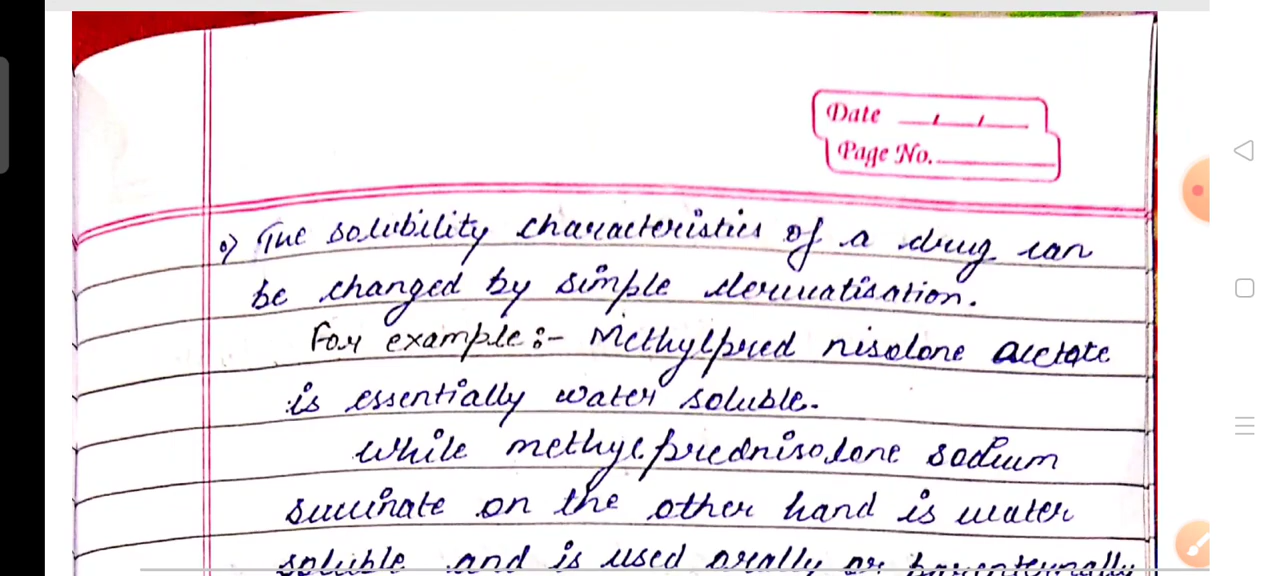 Date
Page No.
o) The solubility characteristics of a drug can
be changed by simple derivatisation.
For example :- Methylpred nisolone acetate
is essentially water soluble.
While methylprednisolone sodium
succinate on the other hand is water
soluble and is used orally or parenternally